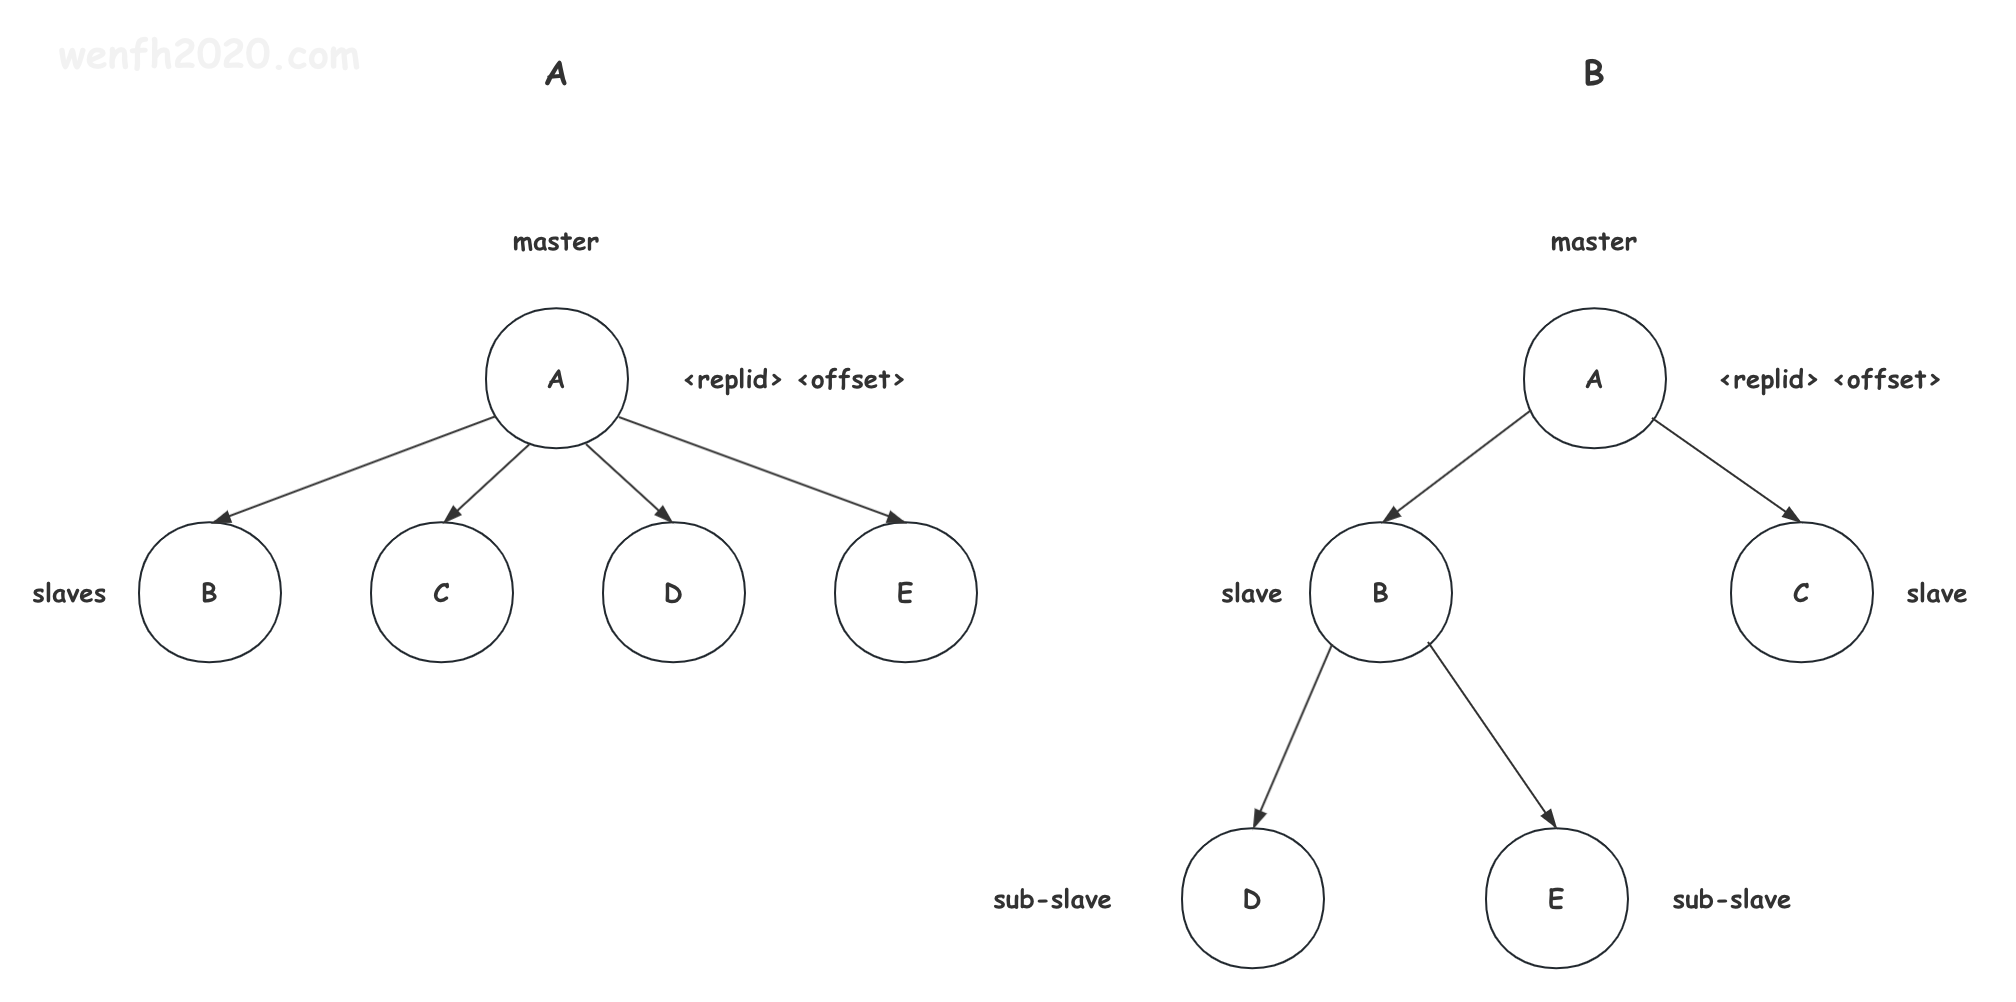 wenfh2020.com
A
master
A
<replid> <offset>
slaves
B
C
D
E
B
master
A
<replid> <offset>
slave
B
C
slave
sub-slave
D
E
sub-slave